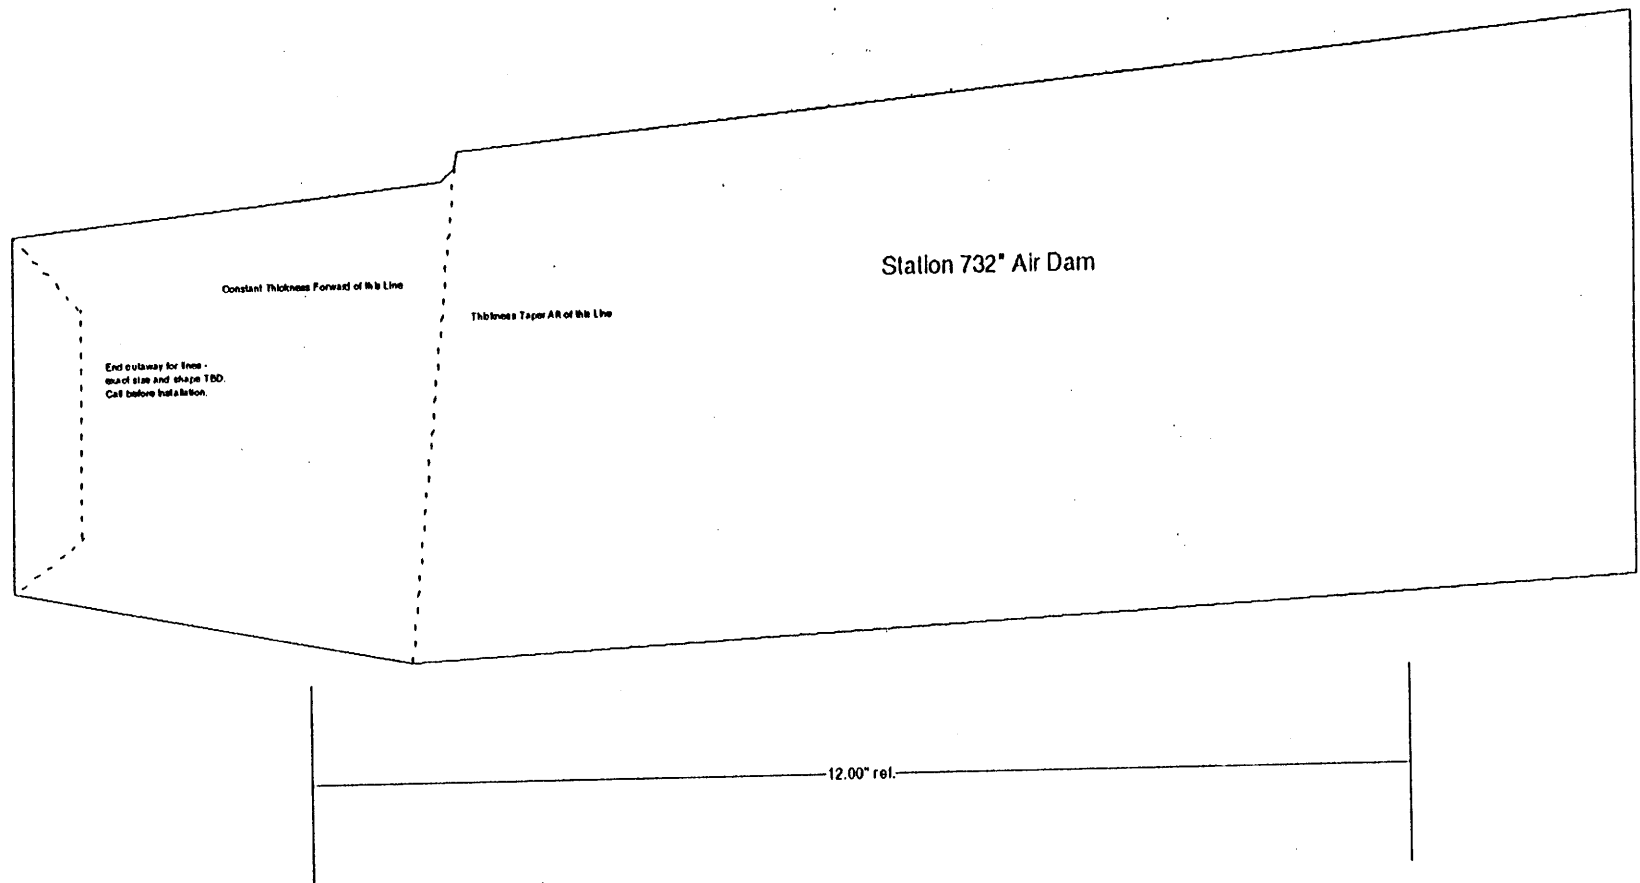 Station 732" Air Dam
Constant Thickness Forward of this Line
Thickness Taper Aft of this Line
End cutaway for lines -
exact size and shape TBD.
Call before installation.
12.00" ref.